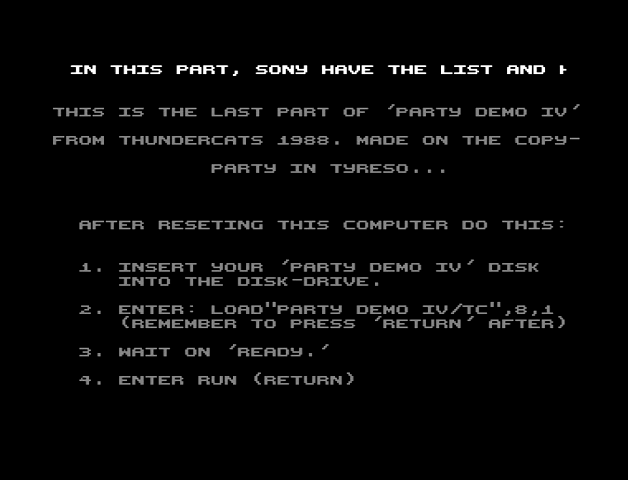 IN THIS PART, SONY HAVE THE LIST AND
THIS IS THE LAST PART OF 'PARTY DEMO IV'
FROM THUNDERCATS 1988. MADE ON THE COPY-
PARTY IN TYRESO...
AFTER RESETING THIS COMPUTER DO THIS:
1. INSERT YOUR 'PARTY DEMO IV' DISK
INTO THE DISK-DRIVE.
2. ENTER: LOAD"PARTY DEMO IV/TC",8,1
(REMEMBER TO PRESS 'RETURN' AFTER)
3. WAIT ON 'READY.'
4. ENTER RUN (RETURN)